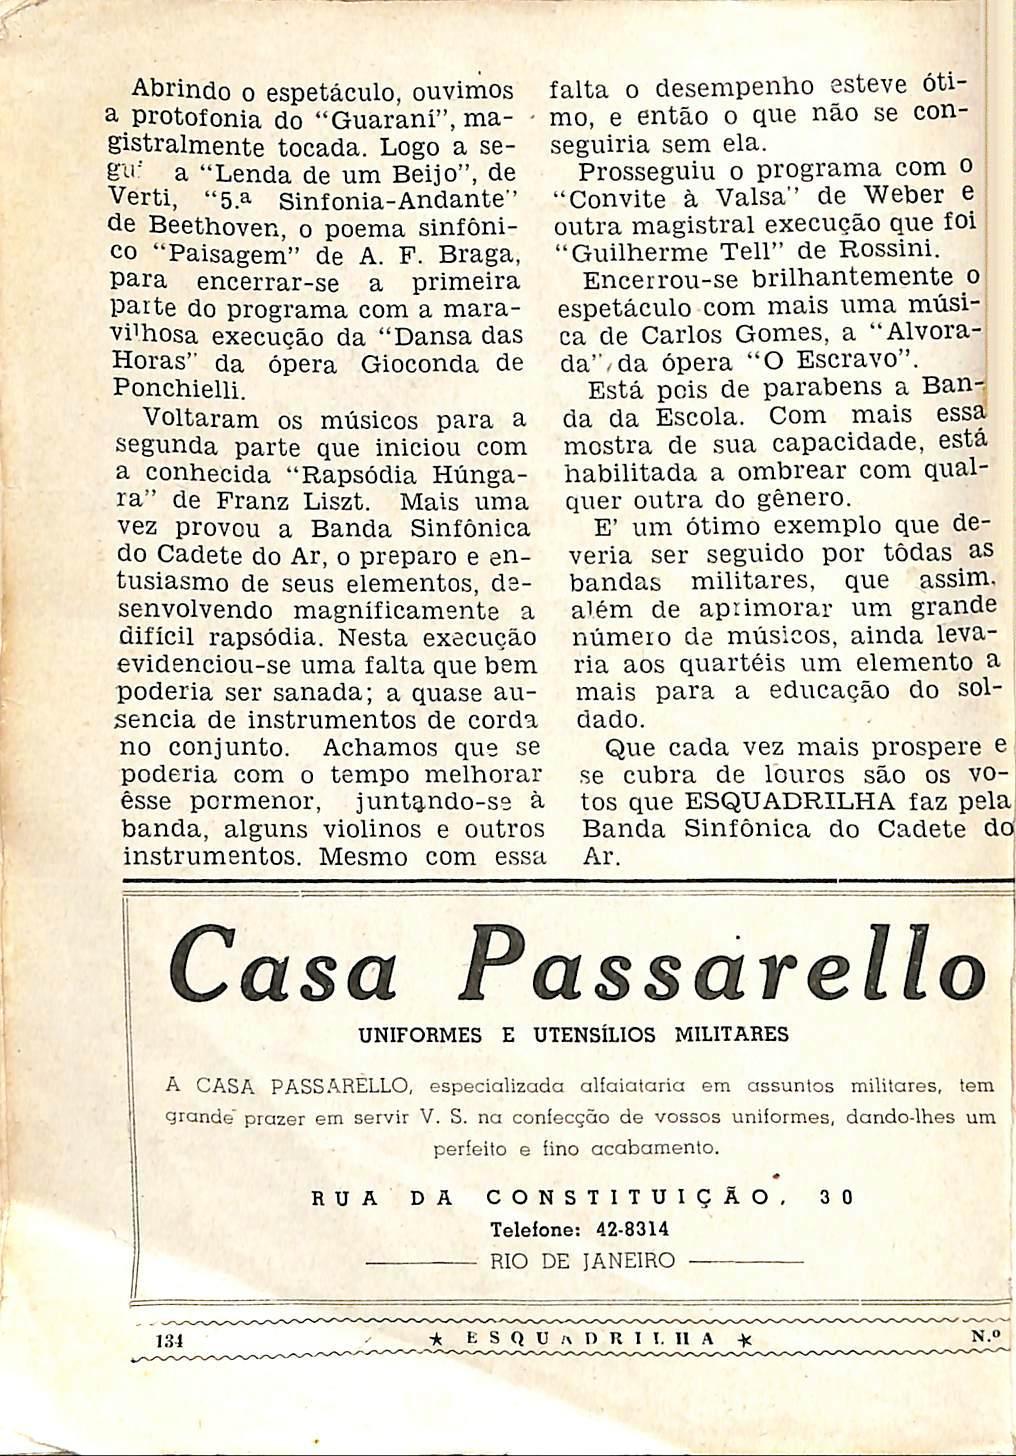 Abrindo o espetáculo, ouvimos
a protofonia do "Guaraní", ma-
gistralmente tocada. Logo a se-
a "Lenda de um Beijo", de
Verti, "5.ª Sinfonia-Andante"
de Beethoven, o poema sinfôni-
co "Paisagem" de A. F. Braga,
para encerrar-se a primeira
parte do programa com a mara-
vilhosa execução da "Dansa das
Horas" da ópera Gioconda de
Ponchielli.
Voltaram os músicos para a
segunda parte que iniciou com
a conhecida "Rapsódia Húnga-
ra" de Franz Liszt. Mais uma
vez provou a Banda Sinfônica
do Cadete do Ar, o preparo e en-
tusiasmo de seus elementos, de-
senvolvendo magníficamente a
difícil rapsódia. Nesta execução
evidenciou-se uma falta que bem
poderia ser sanada; a quase au-
sencia de instrumentos de corda
no conjunto. Achamos que se
poderia com o tempo melhorar
êsse pormenor, juntando-se à
banda, alguns violinos e outros
instrumentos. Mesmo com essa
falta o desempenho esteve óti-
mo, e então o que não se con-
seguiria sem ela.
Prosseguiu o programa com o
"Convite à Valsa" de Weber e
outra magistral execução que foi
"Guilherme Tell" de Rossini.
Encerrou-se brilhantemente o
espetáculo com mais uma músi-
ca de Carlos Gomes, a "Alvora-
da", da ópera "O Escravo".
Está pois de parabens a Ban-
da da Escola. Com mais essa
mostra de sua capacidade, está
habilitada a ombrear com qual-
quer outra do gênero.
E' um ótimo exemplo que de-
veria ser seguido por tôdas as
bandas militares, que assim,
além de aprimorar um grande
número de músicos, ainda leva-
ria aos quartéis um elemento a
mais para a educação do sol-
dado.
Que cada vez mais prospere e
se cubra de louros são os vo-
tos que ESQUADRILHA faz pela
Banda Sinfônica do Cadete do
Ar.
Casa Passarello
UNIFORMES E UTENSÍLIOS MILITARES
A CASA PASSARELLO, especializada alfaiataria em assuntos militares, tem
grande prazer em servir V. S. na confecção de vossos uniformes, dando-lhes um
perfeito e fino acabamento.
RUA DA CONSTITUIÇÃO, 30
Telefone: 42-8314
RIO DE JANEIRO
134 ★ ESQUADRILHA ★ N.º